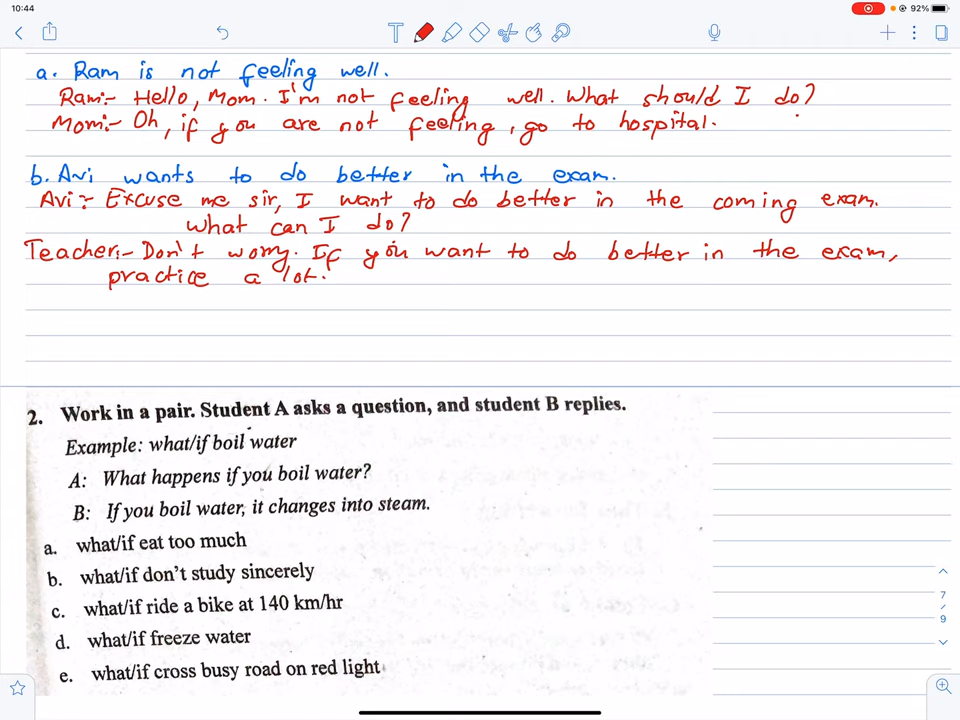 10:44
92%
a. Ram is not feeling well.
Ram:- Hello, Mom. I'm not feeling well. What should I do?
Mom:- Oh, if you are not feeling, go to hospital.
b. Avi wants to do better in the exam.
Avi:- Excuse me sir, I want to do better in the coming exam.
What can I do?
Teacher:- Don't worry. If you want to do better in the exam,
practice a lot.
2. Work in a pair. Student A asks a question, and student B replies.
Example: what/if boil water
A: What happens if you boil water?
B: If you boil water, it changes into steam.
a. what/if eat too much
b. what/if don't study sincerely
c. what/if ride a bike at 140 km/hr
d. what/if freeze water
e. what/if cross busy road on red light
7
/
9